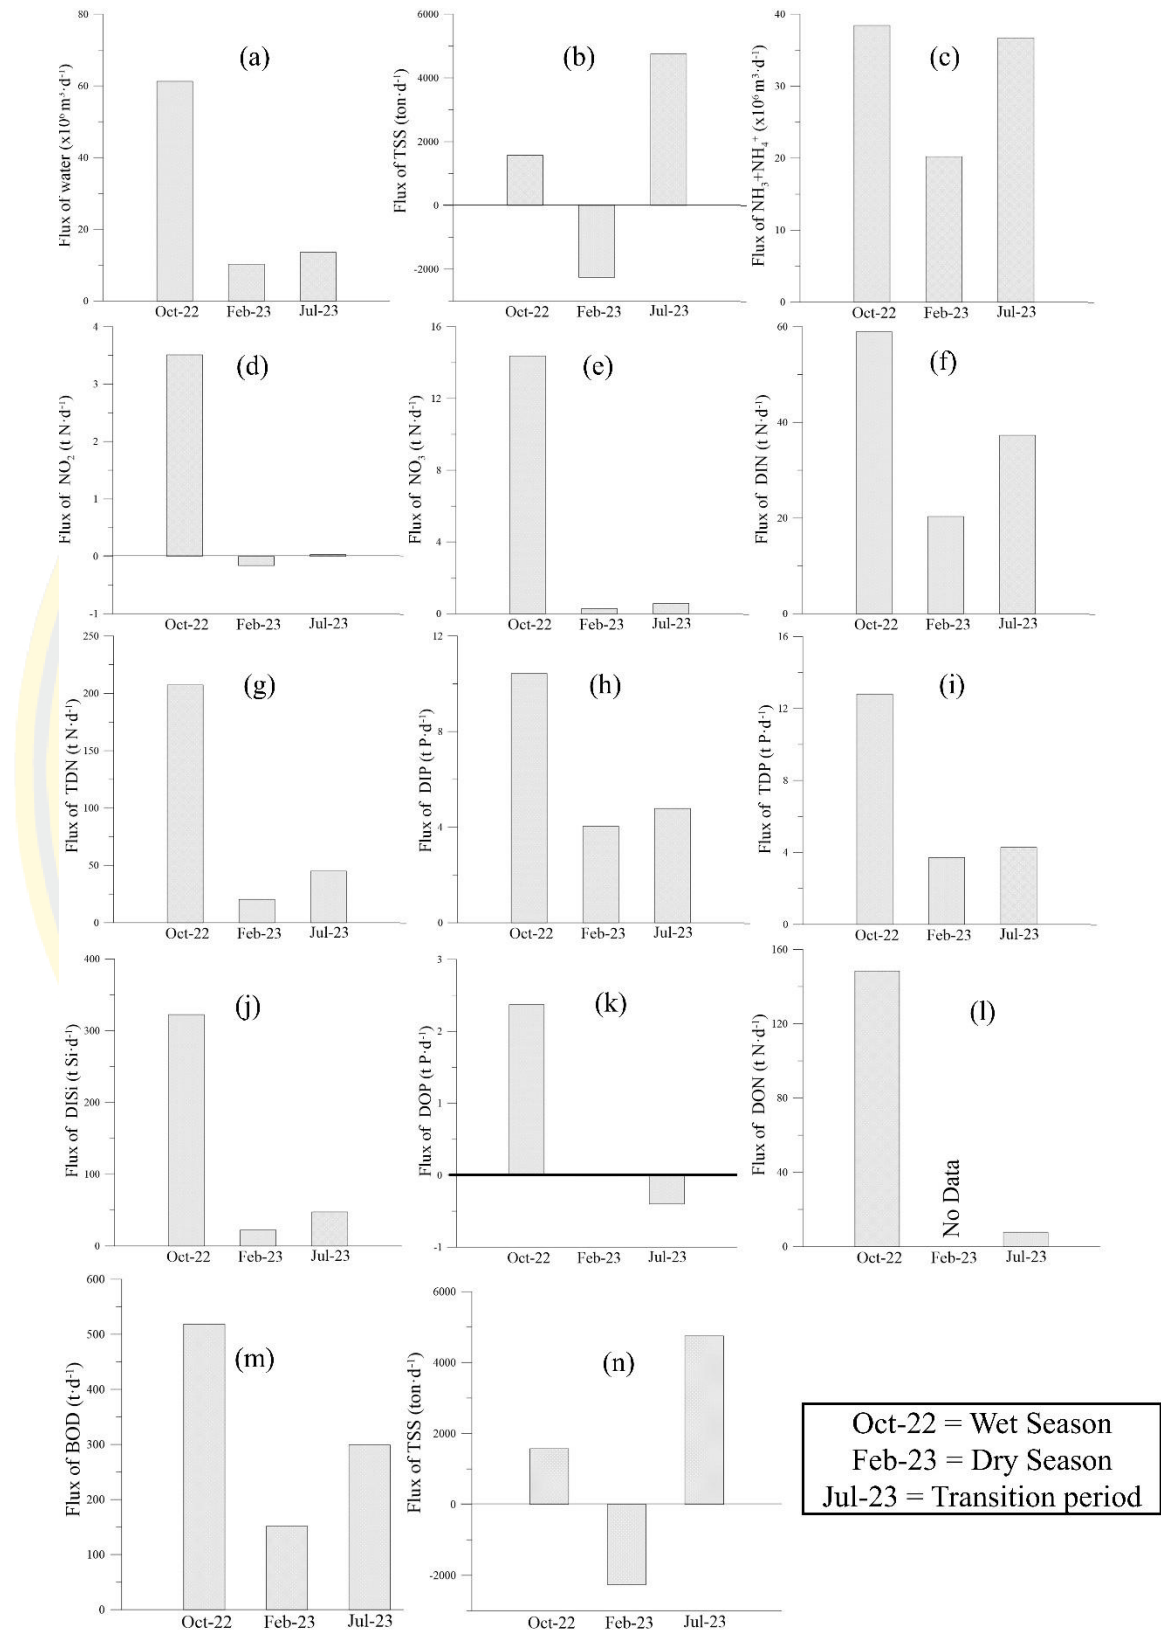 Flux of water (x10⁶ m⁻³·d⁻¹)
80
60
40
20
0
(a)
Oct-22 Feb-23 Jul-23
Flux of TSS (ton·d⁻¹)
6000
4000
2000
0
-2000
(b)
Oct-22 Feb-23 Jul-23
Flux of NH₃+NH₄⁺ (x10⁶ m³·d⁻¹)
40
30
20
10
0
(c)
Oct-22 Feb-23 Jul-23
Flux of NO₂ (t N·d⁻¹)
4
3
2
1
0
-1
(d)
Oct-22 Feb-23 Jul-23
Flux of NO₃ (t N·d⁻¹)
16
12
8
4
0
(e)
Oct-22 Feb-23 Jul-23
Flux of DIN (t N·d⁻¹)
60
40
20
0
(f)
Oct-22 Feb-23 Jul-23
Flux of TDN (t N·d⁻¹)
250
200
150
100
50
0
(g)
Oct-22 Feb-23 Jul-23
Flux of DIP (t P·d⁻¹)
12
8
4
0
(h)
Oct-22 Feb-23 Jul-23
Flux of TDP (t P·d⁻¹)
16
12
8
4
0
(i)
Oct-22 Feb-23 Jul-23
Flux of DISi (t Si·d⁻¹)
400
300
200
100
0
(j)
Oct-22 Feb-23 Jul-23
Flux of DOP (t P·d⁻¹)
3
2
1
0
-1
(k)
Oct-22 Feb-23 Jul-23
Flux of DON (t N·d⁻¹)
160
120
80
40
0
(l)
No Data
Oct-22 Feb-23 Jul-23
Flux of BOD (t·d⁻¹)
600
500
400
300
200
100
0
(m)
Oct-22 Feb-23 Jul-23
Flux of TSS (ton·d⁻¹)
6000
4000
2000
0
-2000
(n)
Oct-22 Feb-23 Jul-23
Oct-22 = Wet Season
Feb-23 = Dry Season
Jul-23 = Transition period